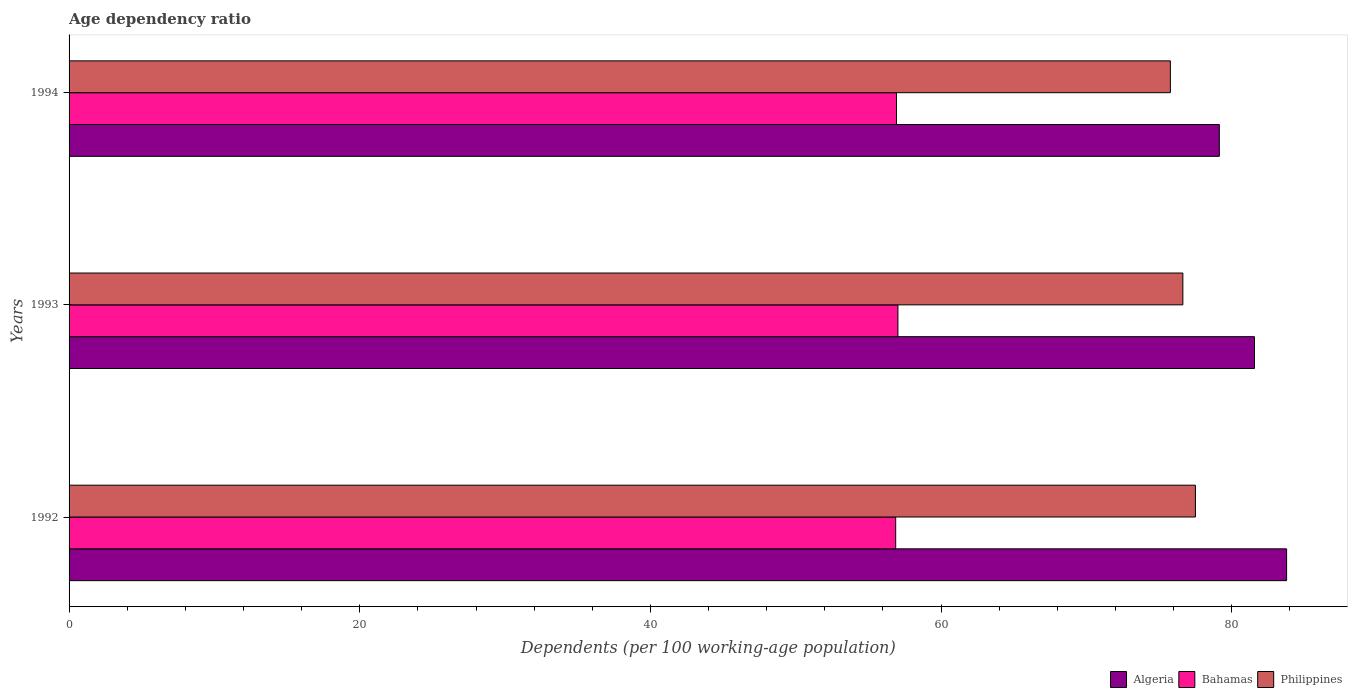 Age dependency ratio
Years
1994
1993
1992
0
20
40
60
80
Dependents (per 100 working-age population)
Algeria
Bahamas
Philippines